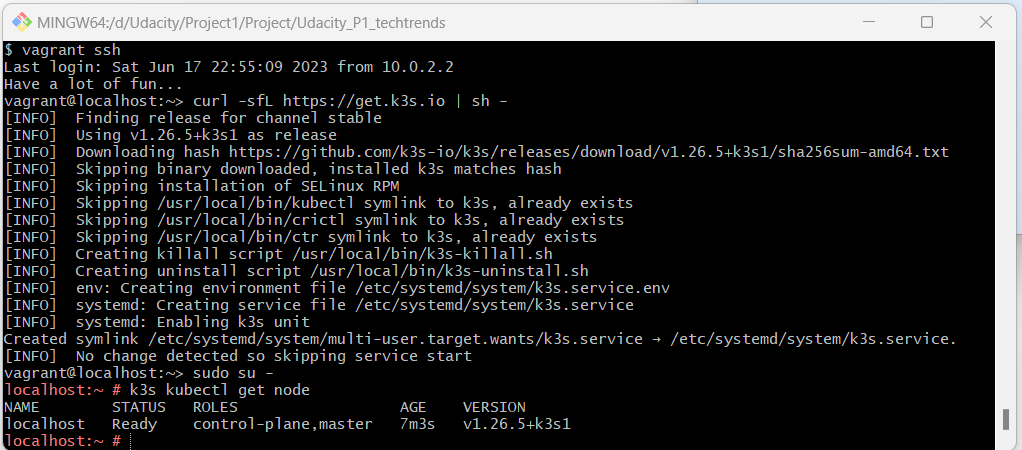 MINGW64:/d/Udacity/Project1/Project/Udacity_P1_techtrends
$ vagrant ssh
Last login: Sat Jun 17 22:55:09 2023 from 10.0.2.2
Have a lot of fun...
vagrant@localhost:~> curl -sfL https://get.k3s.io | sh -
[INFO]  Finding release for channel stable
[INFO]  Using v1.26.5+k3s1 as release
[INFO]  Downloading hash https://github.com/k3s-io/k3s/releases/download/v1.26.5+k3s1/sha256sum-amd64.txt
[INFO]  Skipping binary downloaded, installed k3s matches hash
[INFO]  Skipping installation of SELinux RPM
[INFO]  Skipping /usr/local/bin/kubectl symlink to k3s, already exists
[INFO]  Skipping /usr/local/bin/crictl symlink to k3s, already exists
[INFO]  Skipping /usr/local/bin/ctr symlink to k3s, already exists
[INFO]  Creating killall script /usr/local/bin/k3s-killall.sh
[INFO]  Creating uninstall script /usr/local/bin/k3s-uninstall.sh
[INFO]  env: Creating environment file /etc/systemd/system/k3s.service.env
[INFO]  systemd: Creating service file /etc/systemd/system/k3s.service
[INFO]  systemd: Enabling k3s unit
Created symlink /etc/systemd/system/multi-user.target.wants/k3s.service → /etc/systemd/system/k3s.service.
[INFO]  No change detected so skipping service start
vagrant@localhost:~> sudo su -
localhost:~ # k3s kubectl get node
NAME        STATUS   ROLES                  AGE    VERSION
localhost   Ready    control-plane,master   7m3s   v1.26.5+k3s1
localhost:~ #